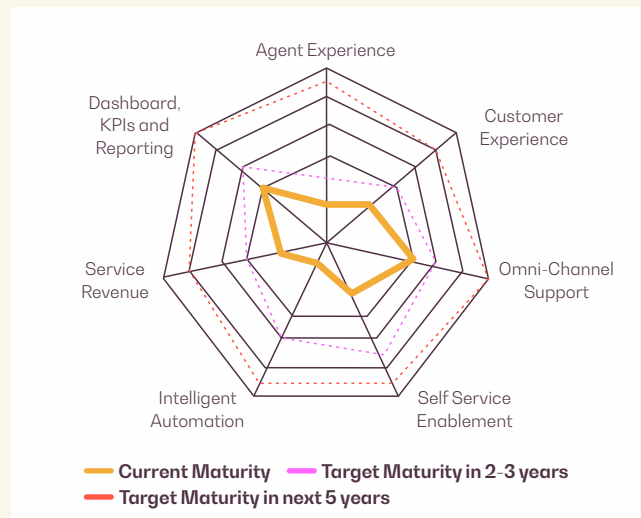 Agent Experience
Dashboard,
KPIs and
Reporting
Customer
Experience
Service
Revenue
Omni-Channel
Support
Intelligent
Automation
Self Service
Enablement
Current Maturity
Target Maturity in 2-3 years
Target Maturity in next 5 years